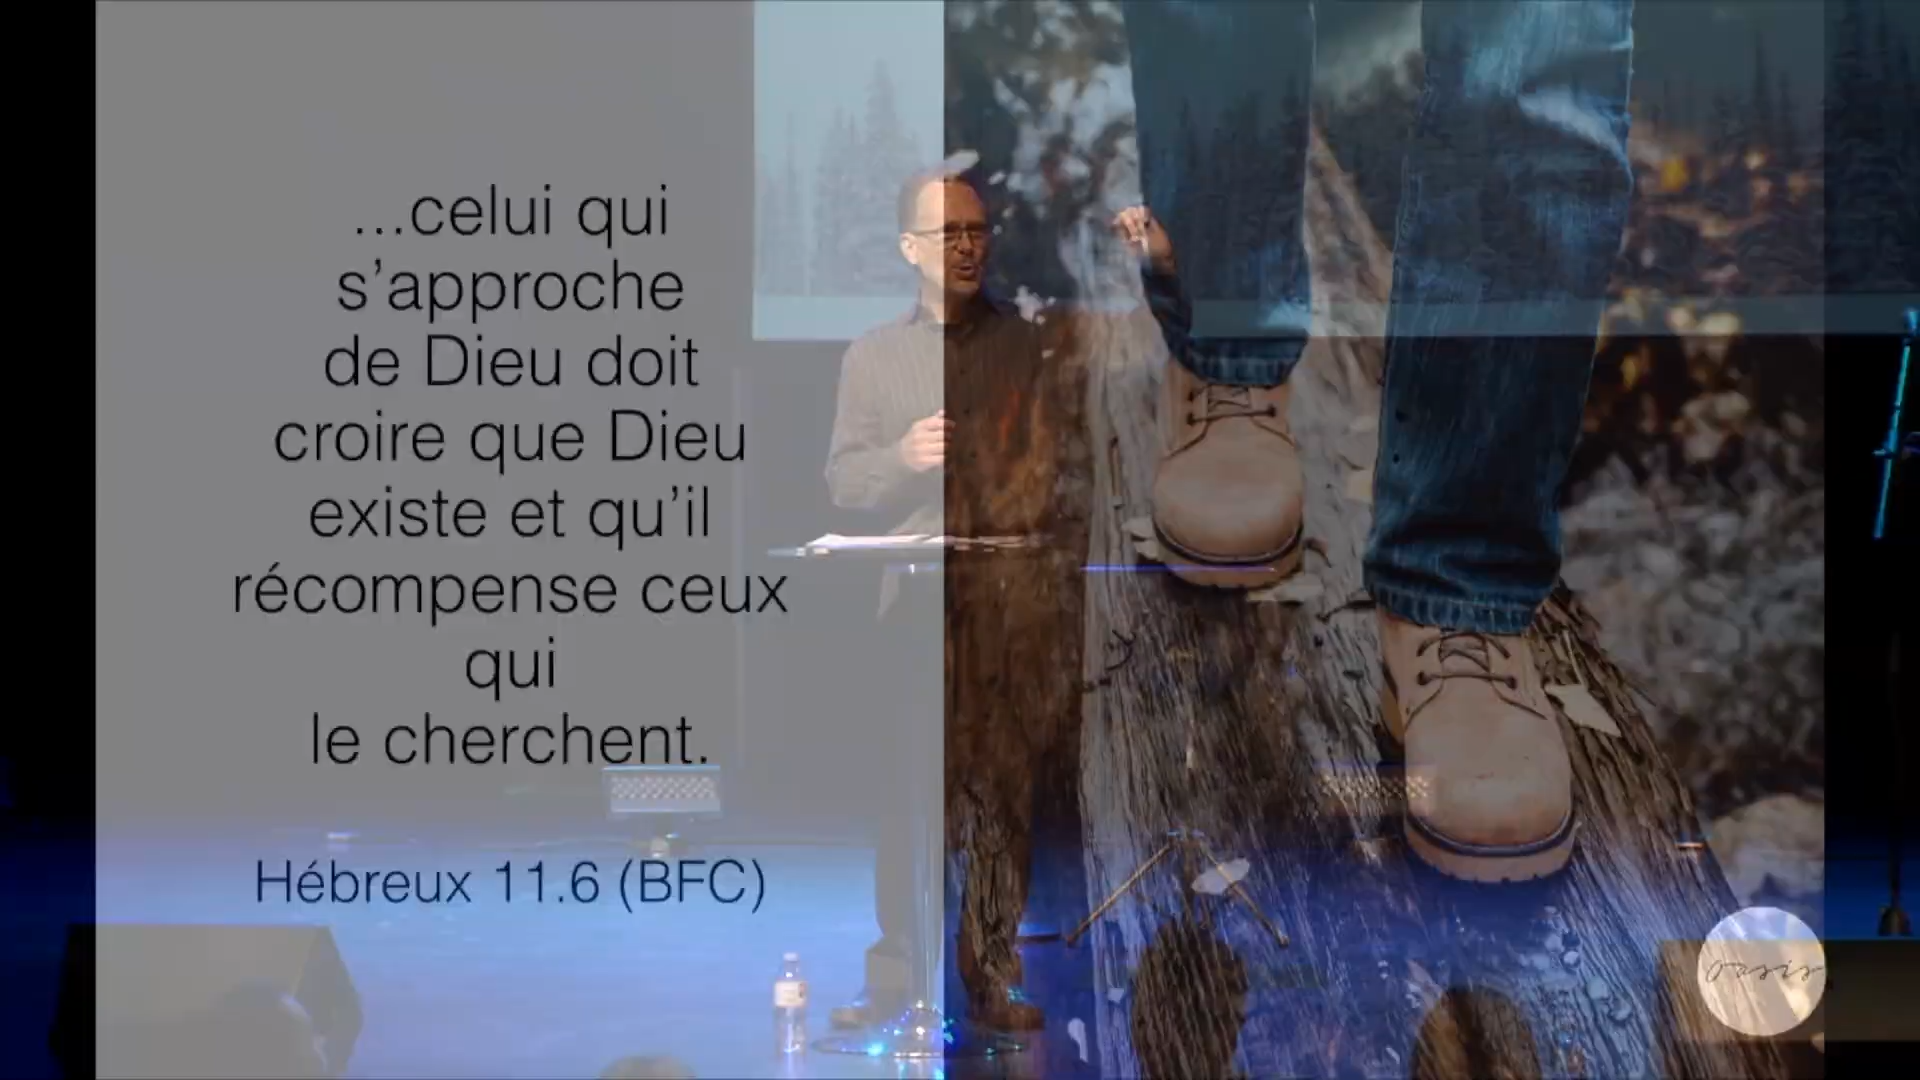 ...celui qui
s’approche
de Dieu doit
croire que Dieu
existe et qu’il
récompense ceux
qui
le cherchent.
Hébreux 11.6 (BFC)
oasis